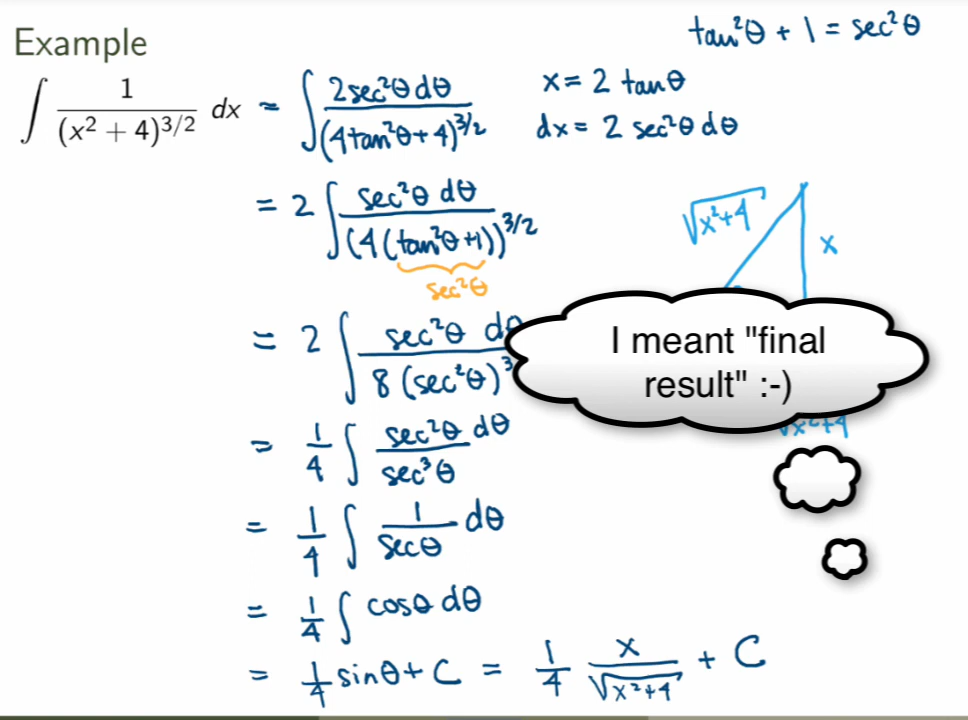 Example
tan²θ + 1 = sec²θ
∫ 1/(x² + 4)^{3/2} dx = ∫ 2sec²θ dθ/(4tan²θ+4)^{3/2}
x = 2 tanθ
dx = 2 sec²θ dθ
= 2 ∫ sec²θ dθ/(4(tan²θ+1))^{3/2}
sec²θ
√x²+4
x
= 2 ∫ sec²θ dθ/8(sec²θ)³
I meant "final
result" :-)
√x²+4
= 1/4 ∫ sec²θ dθ/sec³θ
= 1/4 ∫ 1/secθ dθ
= 1/4 ∫ cosθ dθ
= 1/4 sinθ + C = 1/4 x/√x²+4 + C